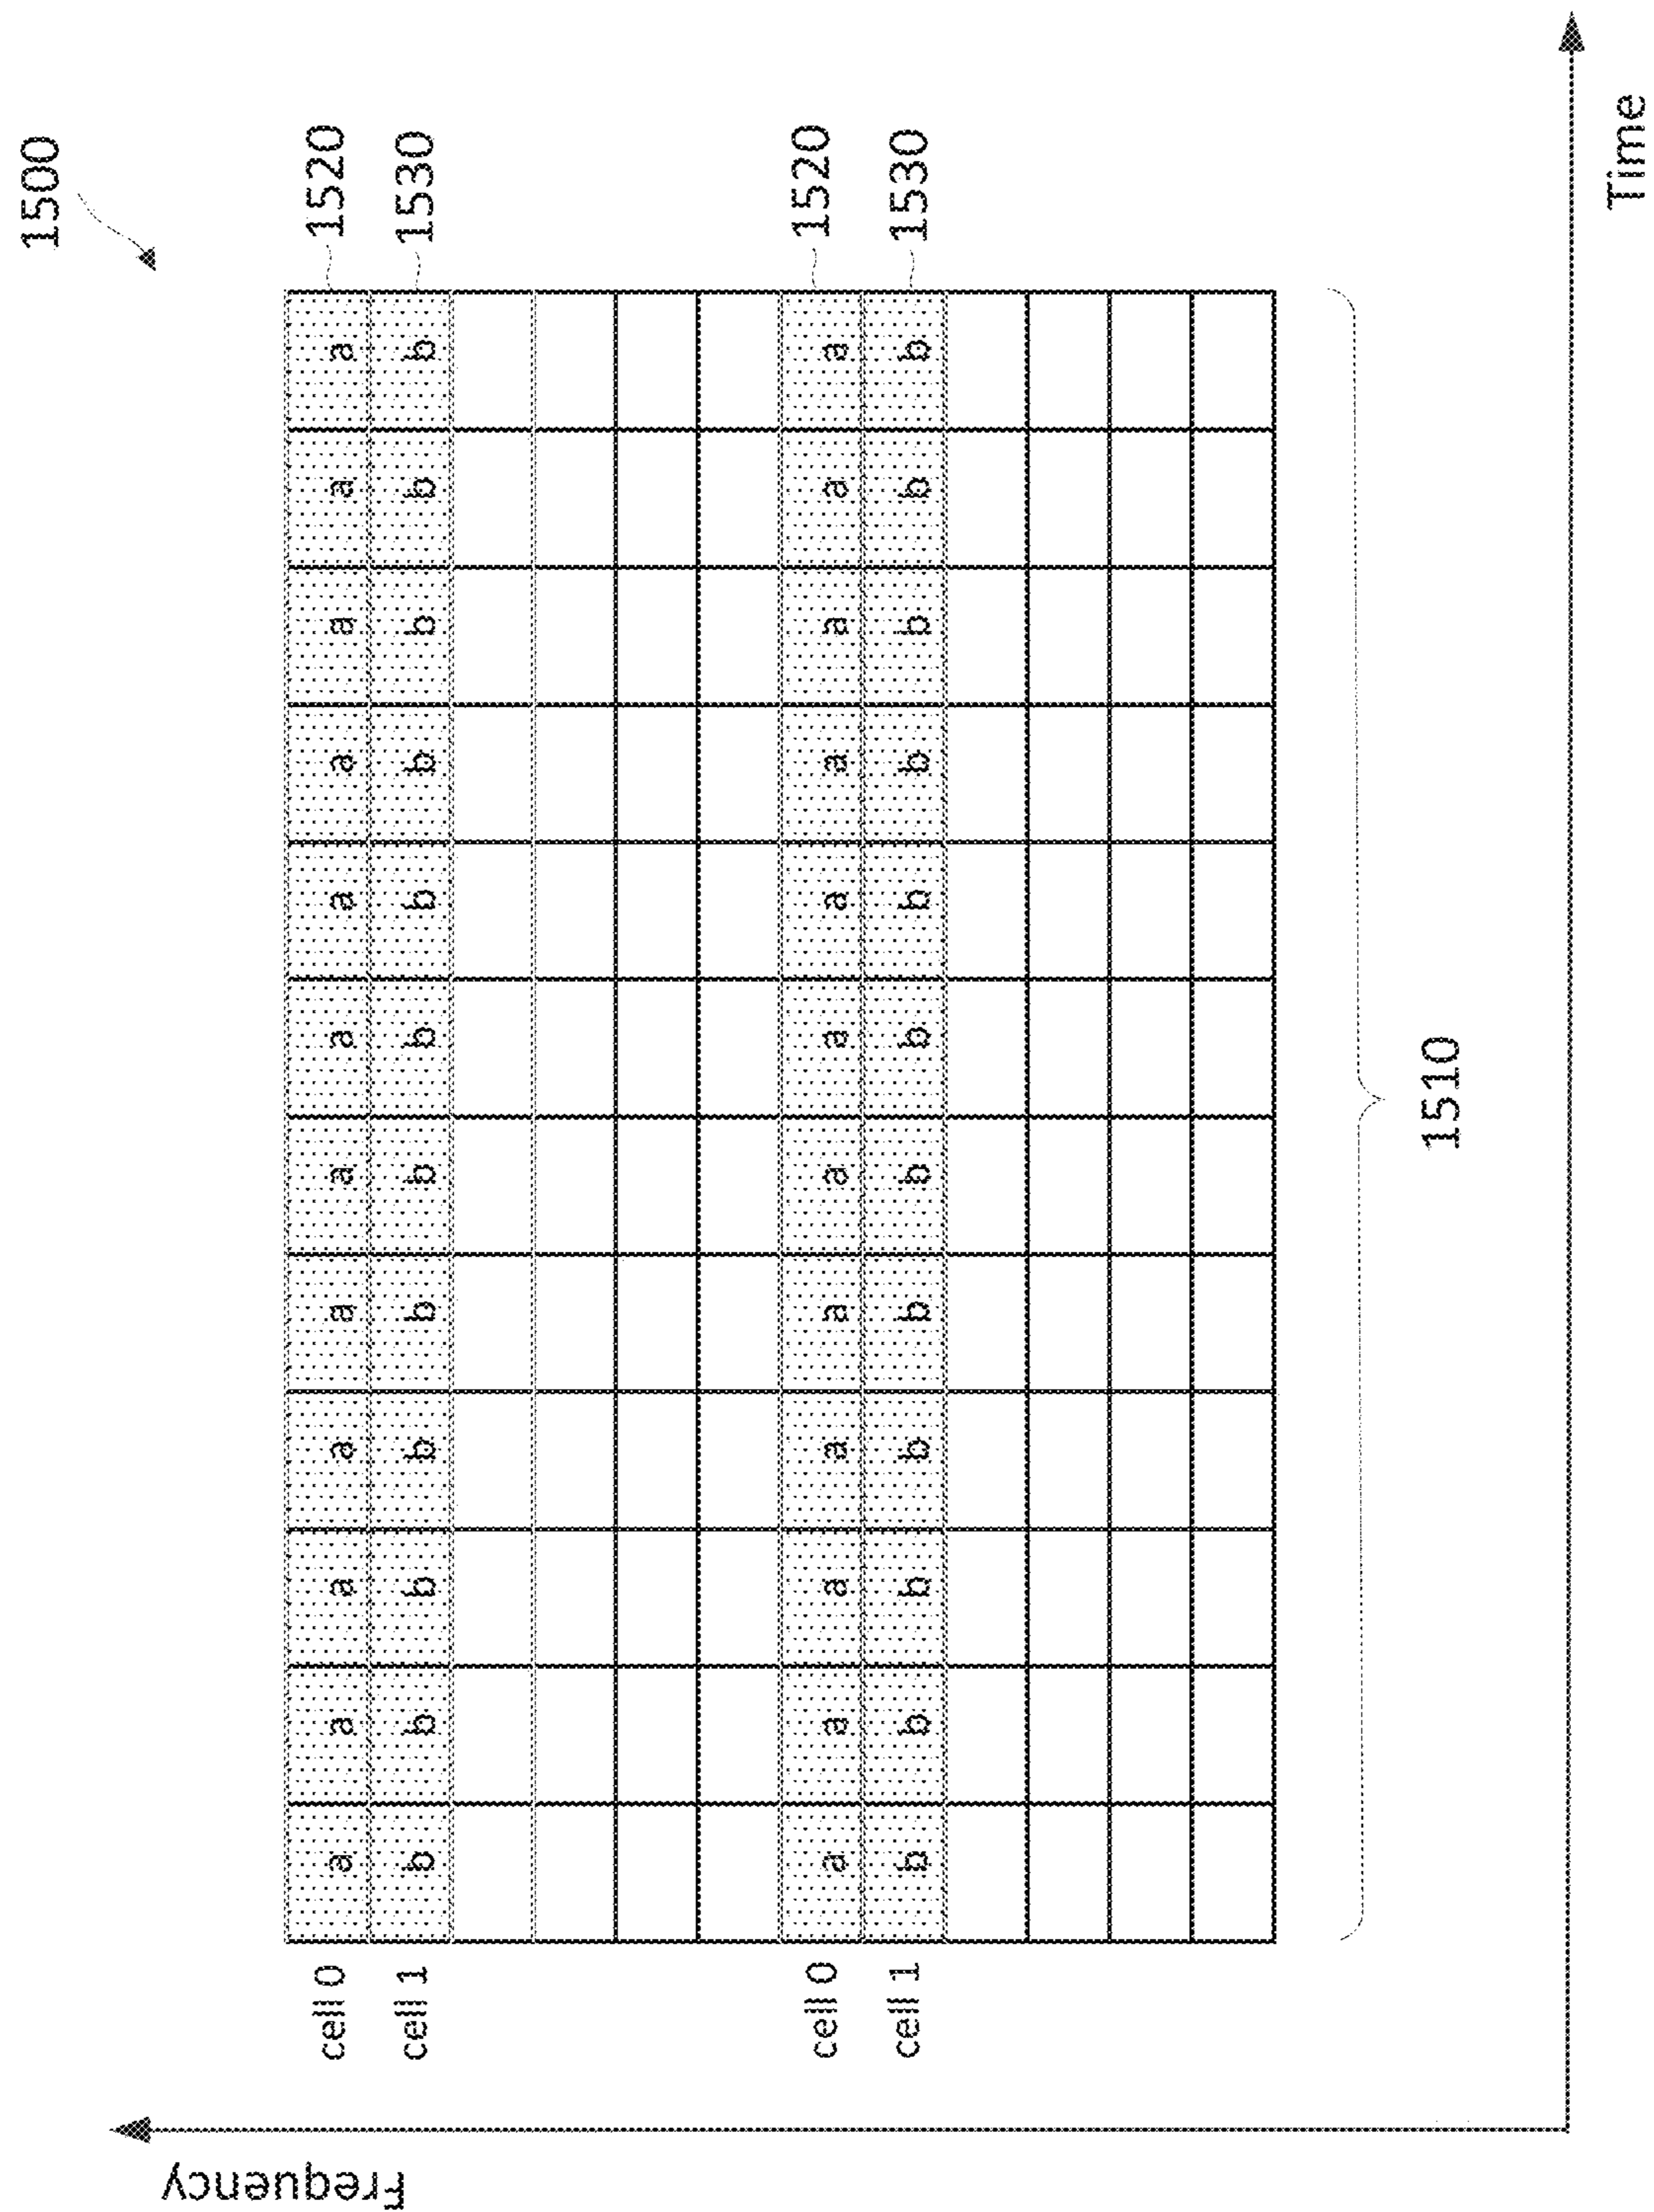 1500
Frequency
cell 0 a a a a a a a a a a a a 1520
cell 1 b b b b b b b b b b b b 1530
cell 0 a a a a a a a a a a a a 1520
cell 1 b b b b b b b b b b b b 1530
1510
Time